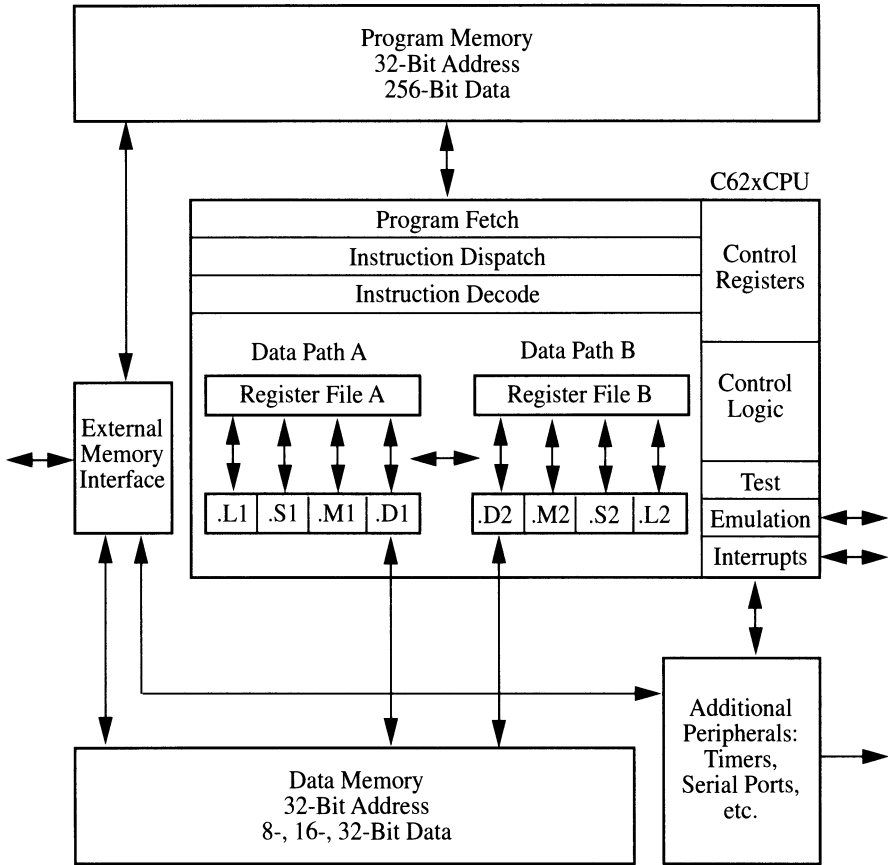 Program Memory
32-Bit Address
256-Bit Data
C62xCPU
Program Fetch
Instruction Dispatch
Instruction Decode
Control
Registers
Data Path A
Data Path B
Register File A
Register File B
Control
Logic
External
Memory
Interface
.L1 .S1 .M1 .D1
.D2 .M2 .S2 .L2
Test
Emulation
Interrupts
Additional
Peripherals:
Timers,
Serial Ports,
etc.
Data Memory
32-Bit Address
8-, 16-, 32-Bit Data